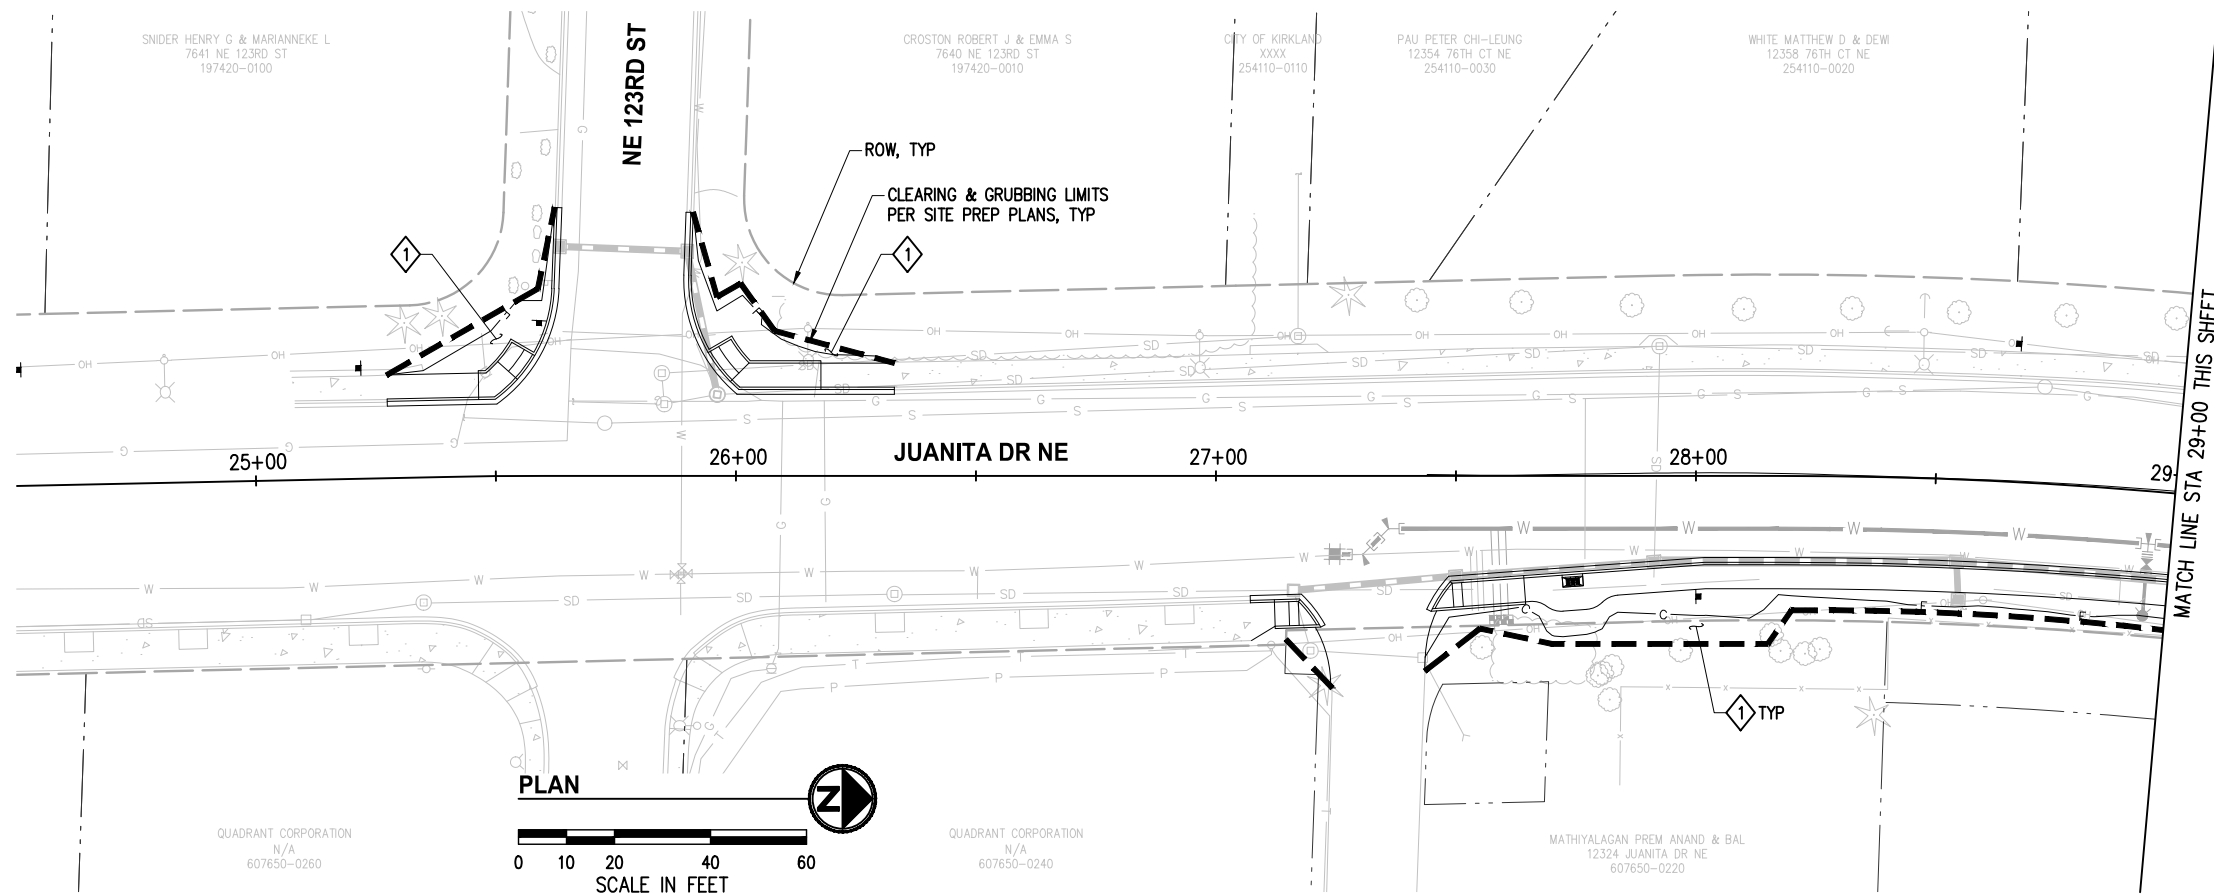 SNIDER HENRY G & MARIANNEKE L
7641 NE 123RD ST
197420-0100
NE 123RD ST
CROSTON ROBERT J & EMMA S
7640 NE 123RD ST
197420-0010
CITY OF KIRKLAND
XXXX
254110-0110
PAU PETER CHI-LEUNG
12354 76TH CT NE
254110-0030
WHITE MATTHEW D & DEWI
12358 76TH CT NE
254110-0020
ROW, TYP
CLEARING & GRUBBING LIMITS
PER SITE PREP PLANS, TYP
1
1
25+00
26+00
JUANITA DR NE
27+00
28+00
29
MATCH LINE STA 29+00 THIS SHEET
1 TYP
PLAN
N
0 10 20 40 60
SCALE IN FEET
QUADRANT CORPORATION
N/A
607650-0260
QUADRANT CORPORATION
N/A
607650-0240
MATHIYALAGAN PREM ANAND & BAL
12324 JUANITA DR NE
607650-0220